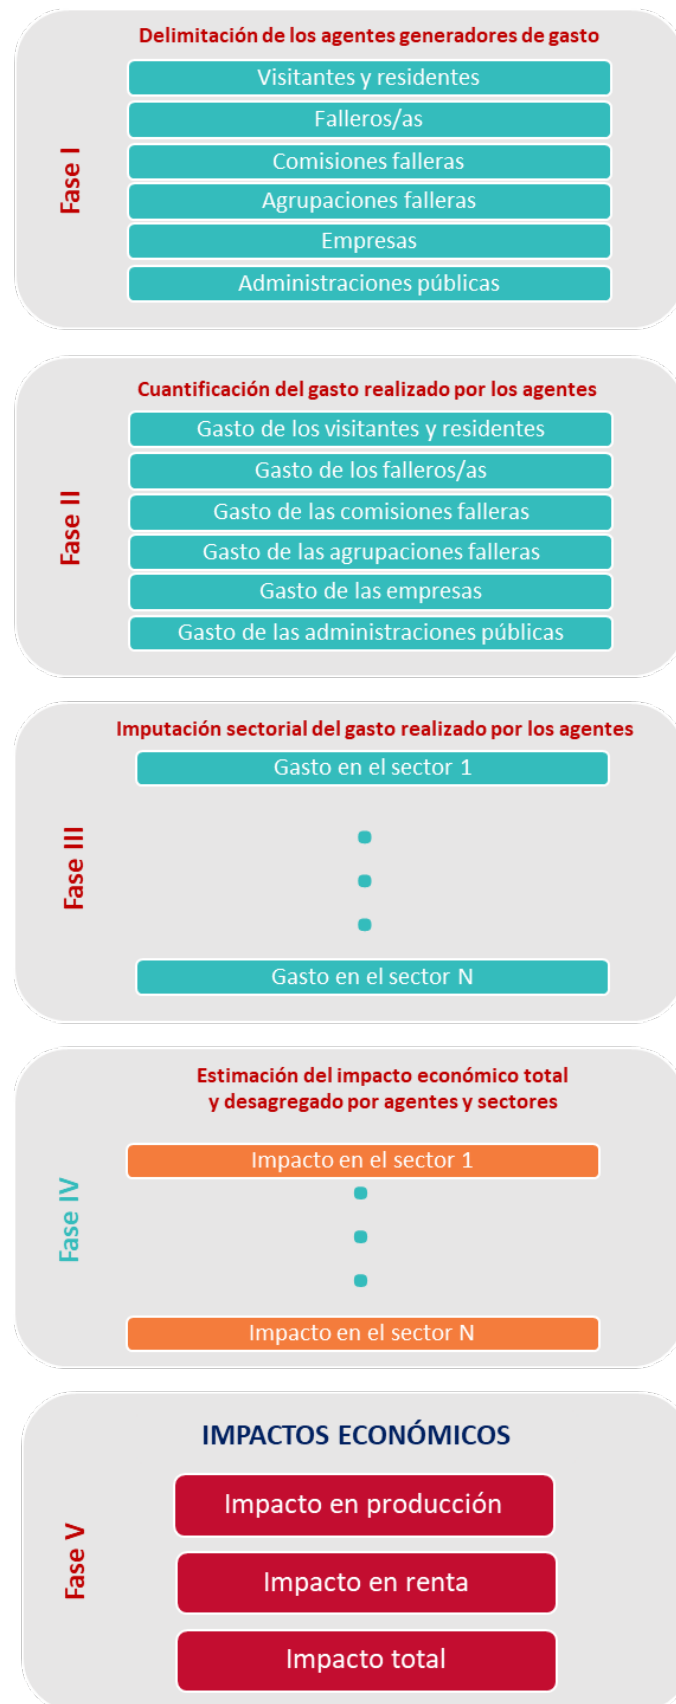 Delimitación de los agentes generadores de gasto
Fase I
Visitantes y residentes
Falleros/as
Comisiones falleras
Agrupaciones falleras
Empresas
Administraciones públicas
Cuantificación del gasto realizado por los agentes
Fase II
Gasto de los visitantes y residentes
Gasto de los falleros/as
Gasto de las comisiones falleras
Gasto de las agrupaciones falleras
Gasto de las empresas
Gasto de las administraciones públicas
Imputación sectorial del gasto realizado por los agentes
Fase III
Gasto en el sector 1
Gasto en el sector N
Estimación del impacto económico total
y desagregado por agentes y sectores
Fase IV
Impacto en el sector 1
Impacto en el sector N
IMPACTOS ECONÓMICOS
Fase V
Impacto en producción
Impacto en renta
Impacto total